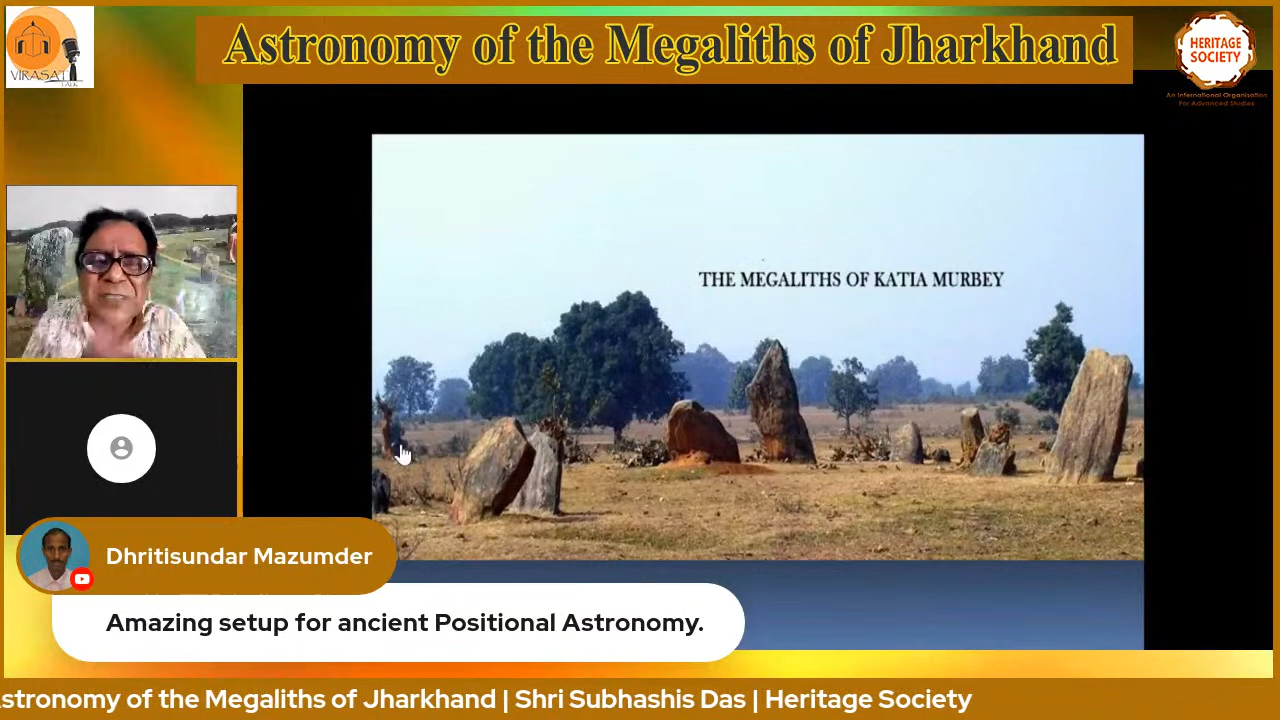 Astronomy of the Megaliths of Jharkhand
VIRASAT
TALK
HERITAGE
SOCIETY
An International Organisation
For Advanced Studies
THE MEGALITHS OF KATIA MURBEY
Dhritisundar Mazumder
Amazing setup for ancient Positional Astronomy.
stronomy of the Megaliths of Jharkhand | Shri Subhashis Das | Heritage Society